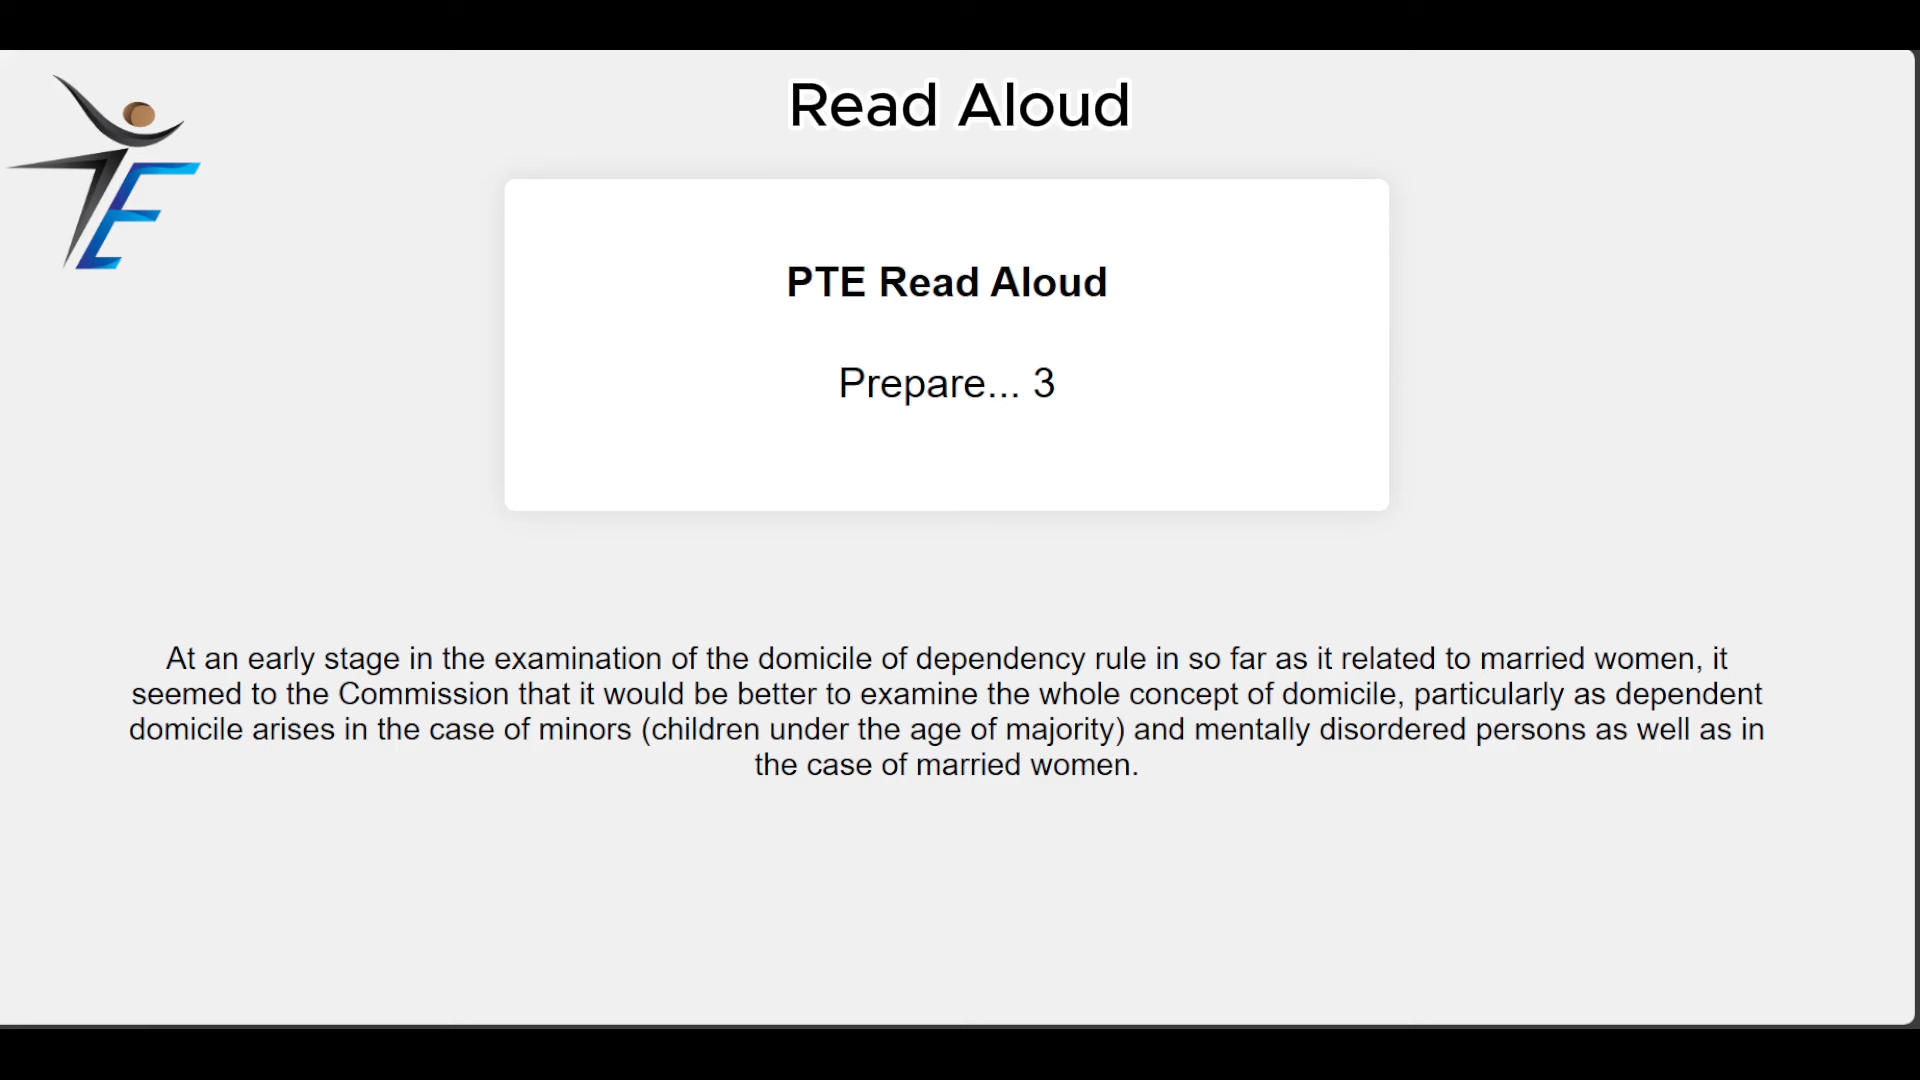 Read Aloud
PTE Read Aloud
Prepare... 3
At an early stage in the examination of the domicile of dependency rule in so far as it related to married women, it
seemed to the Commission that it would be better to examine the whole concept of domicile, particularly as dependent
domicile arises in the case of minors (children under the age of majority) and mentally disordered persons as well as in
the case of married women.